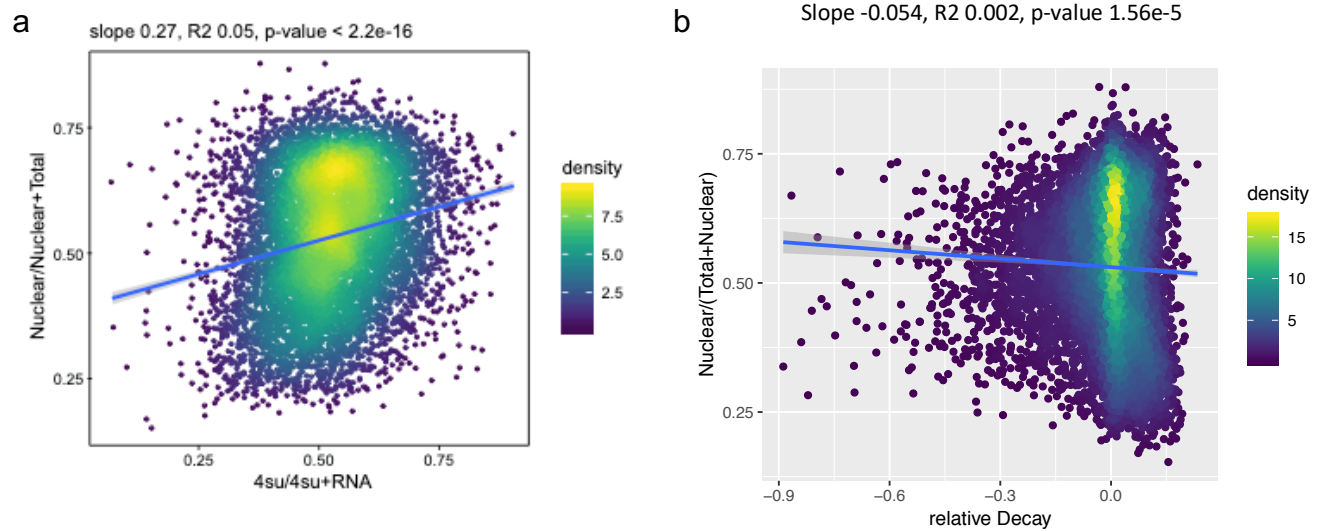 a
slope 0.27, R2 0.05, p-value < 2.2e-16
Nuclear/Nuclear+Total
0.75
0.50
0.25
0.25
0.50
0.75
4su/4su+RNA
density
7.5
5.0
2.5
b
Slope -0.054, R2 0.002, p-value 1.56e-5
Nuclear/(Total+Nuclear)
0.75
0.50
0.25
−0.9
−0.6
−0.3
0.0
relative Decay
density
15
10
5